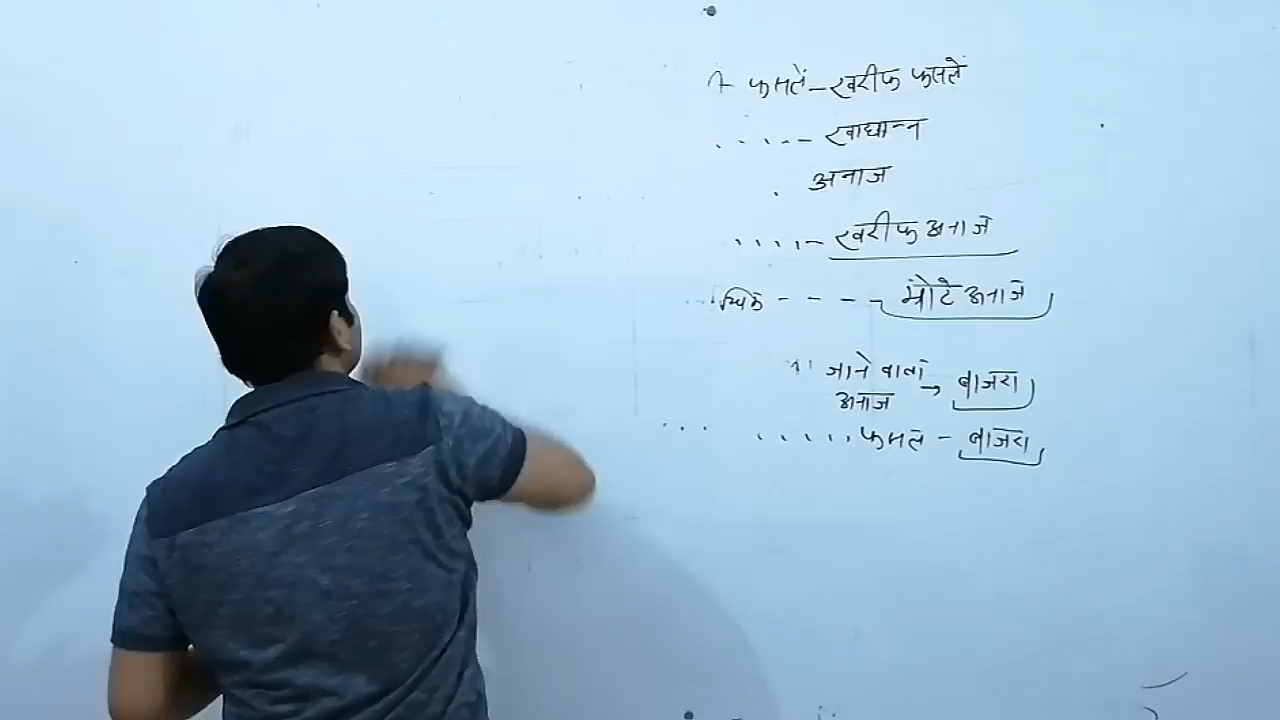 फसलें - खरीफ फसलें
..... - खाद्यान्न
. अनाज
..... - खरीफ अनाज
- - - - मोटे अनाज
जाने वाला
अनाज → बाजरा
...... फसल - बाजरा